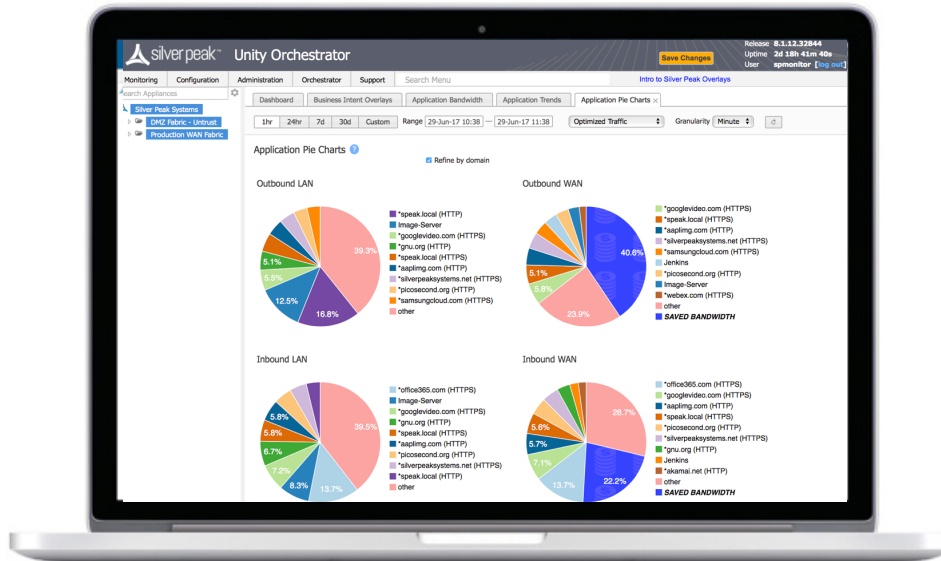 silver peak™ Unity Orchestrator
Save Changes
Release 8.1.12.32844
Uptime 2d 18h 41m 40s
User spmonitor [log out]
Monitoring Configuration Administration Orchestrator Support Search Menu
Intro to Silver Peak Overlays
Search Appliances
Silver Peak Systems
DMZ Fabric - Untrust
Production WAN Fabric
Dashboard Business Intent Overlays Application Bandwidth Application Trends Application Pie Charts ×
1hr 24hr 7d 30d Custom Range 29-Jun-17 10:38 — 29-Jun-17 11:38 Optimized Traffic Granularity Minute
Application Pie Charts ?
Refine by domain
Outbound LAN
39.3%
5.1%
5.5%
12.5%
16.8%
*speak.local (HTTP)
Image-Server
*googlevideo.com (HTTPS)
*gnu.org (HTTP)
*speak.local (HTTPS)
*aaplimg.com (HTTP)
*silverpeaksystems.net (HTTPS)
*picosecond.org (HTTP)
*samsungcloud.com (HTTPS)
other
Outbound WAN
40.6%
5.1%
5.8%
23.9%
*googlevideo.com (HTTPS)
*speak.local (HTTPS)
*aaplimg.com (HTTP)
*silverpeaksystems.net (HTTPS)
*samsungcloud.com (HTTPS)
Jenkins
*picosecond.org (HTTP)
Image-Server
*webex.com (HTTPS)
other
SAVED BANDWIDTH
Inbound LAN
39.5%
5.8%
5.8%
6.7%
7.2%
8.3%
13.7%
*office365.com (HTTPS)
Image-Server
*googlevideo.com (HTTPS)
*gnu.org (HTTP)
*speak.local (HTTPS)
*aaplimg.com (HTTP)
*picosecond.org (HTTP)
*silverpeaksystems.net (HTTPS)
*speak.local (HTTP)
other
Inbound WAN
28.7%
5.6%
5.7%
7.1%
13.7%
22.2%
*office365.com (HTTPS)
*googlevideo.com (HTTPS)
*aaplimg.com (HTTP)
*speak.local (HTTPS)
*picosecond.org (HTTP)
*silverpeaksystems.net (HTTPS)
*gnu.org (HTTP)
Jenkins
*akamai.net (HTTP)
other
SAVED BANDWIDTH